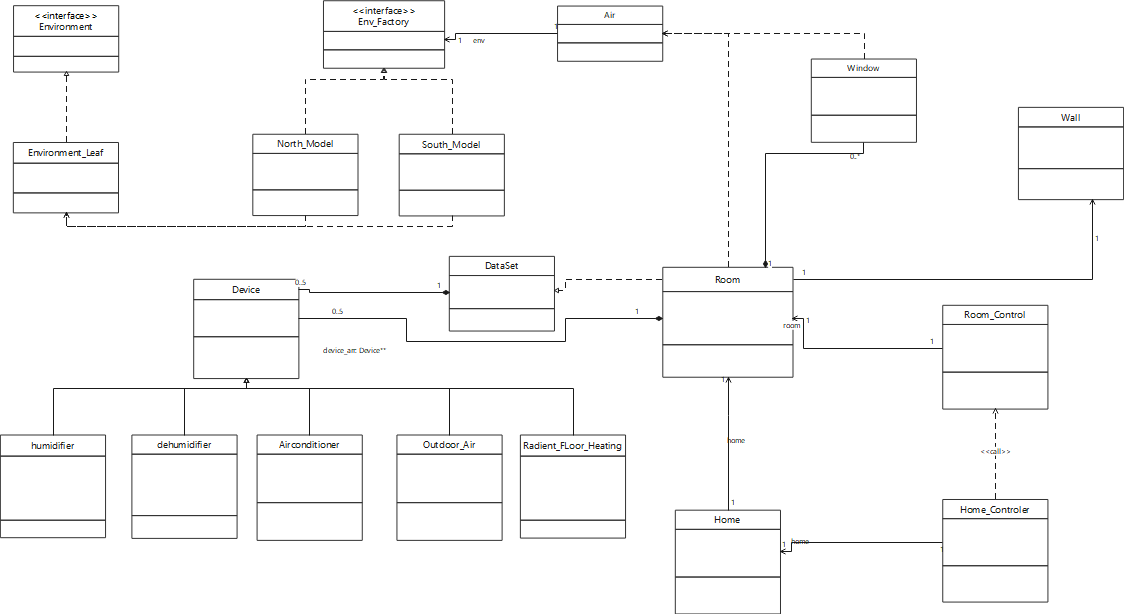 <<interface>>
Environment
<<interface>>
Env_Factory
Air
1
1
env
Window
0..*
Wall
1
Environment_Leaf
North_Model
South_Model
DataSet
Device
0..5
1
0..5
1
device_arr: Device**
Room
1
1
room
1
1
Room_Control
1
home
1
<<call>>
humidifier
dehumidifier
Airconditioner
Outdoor_Air
Radient_FLoor_Heating
Home
1
home
1
Home_Controler